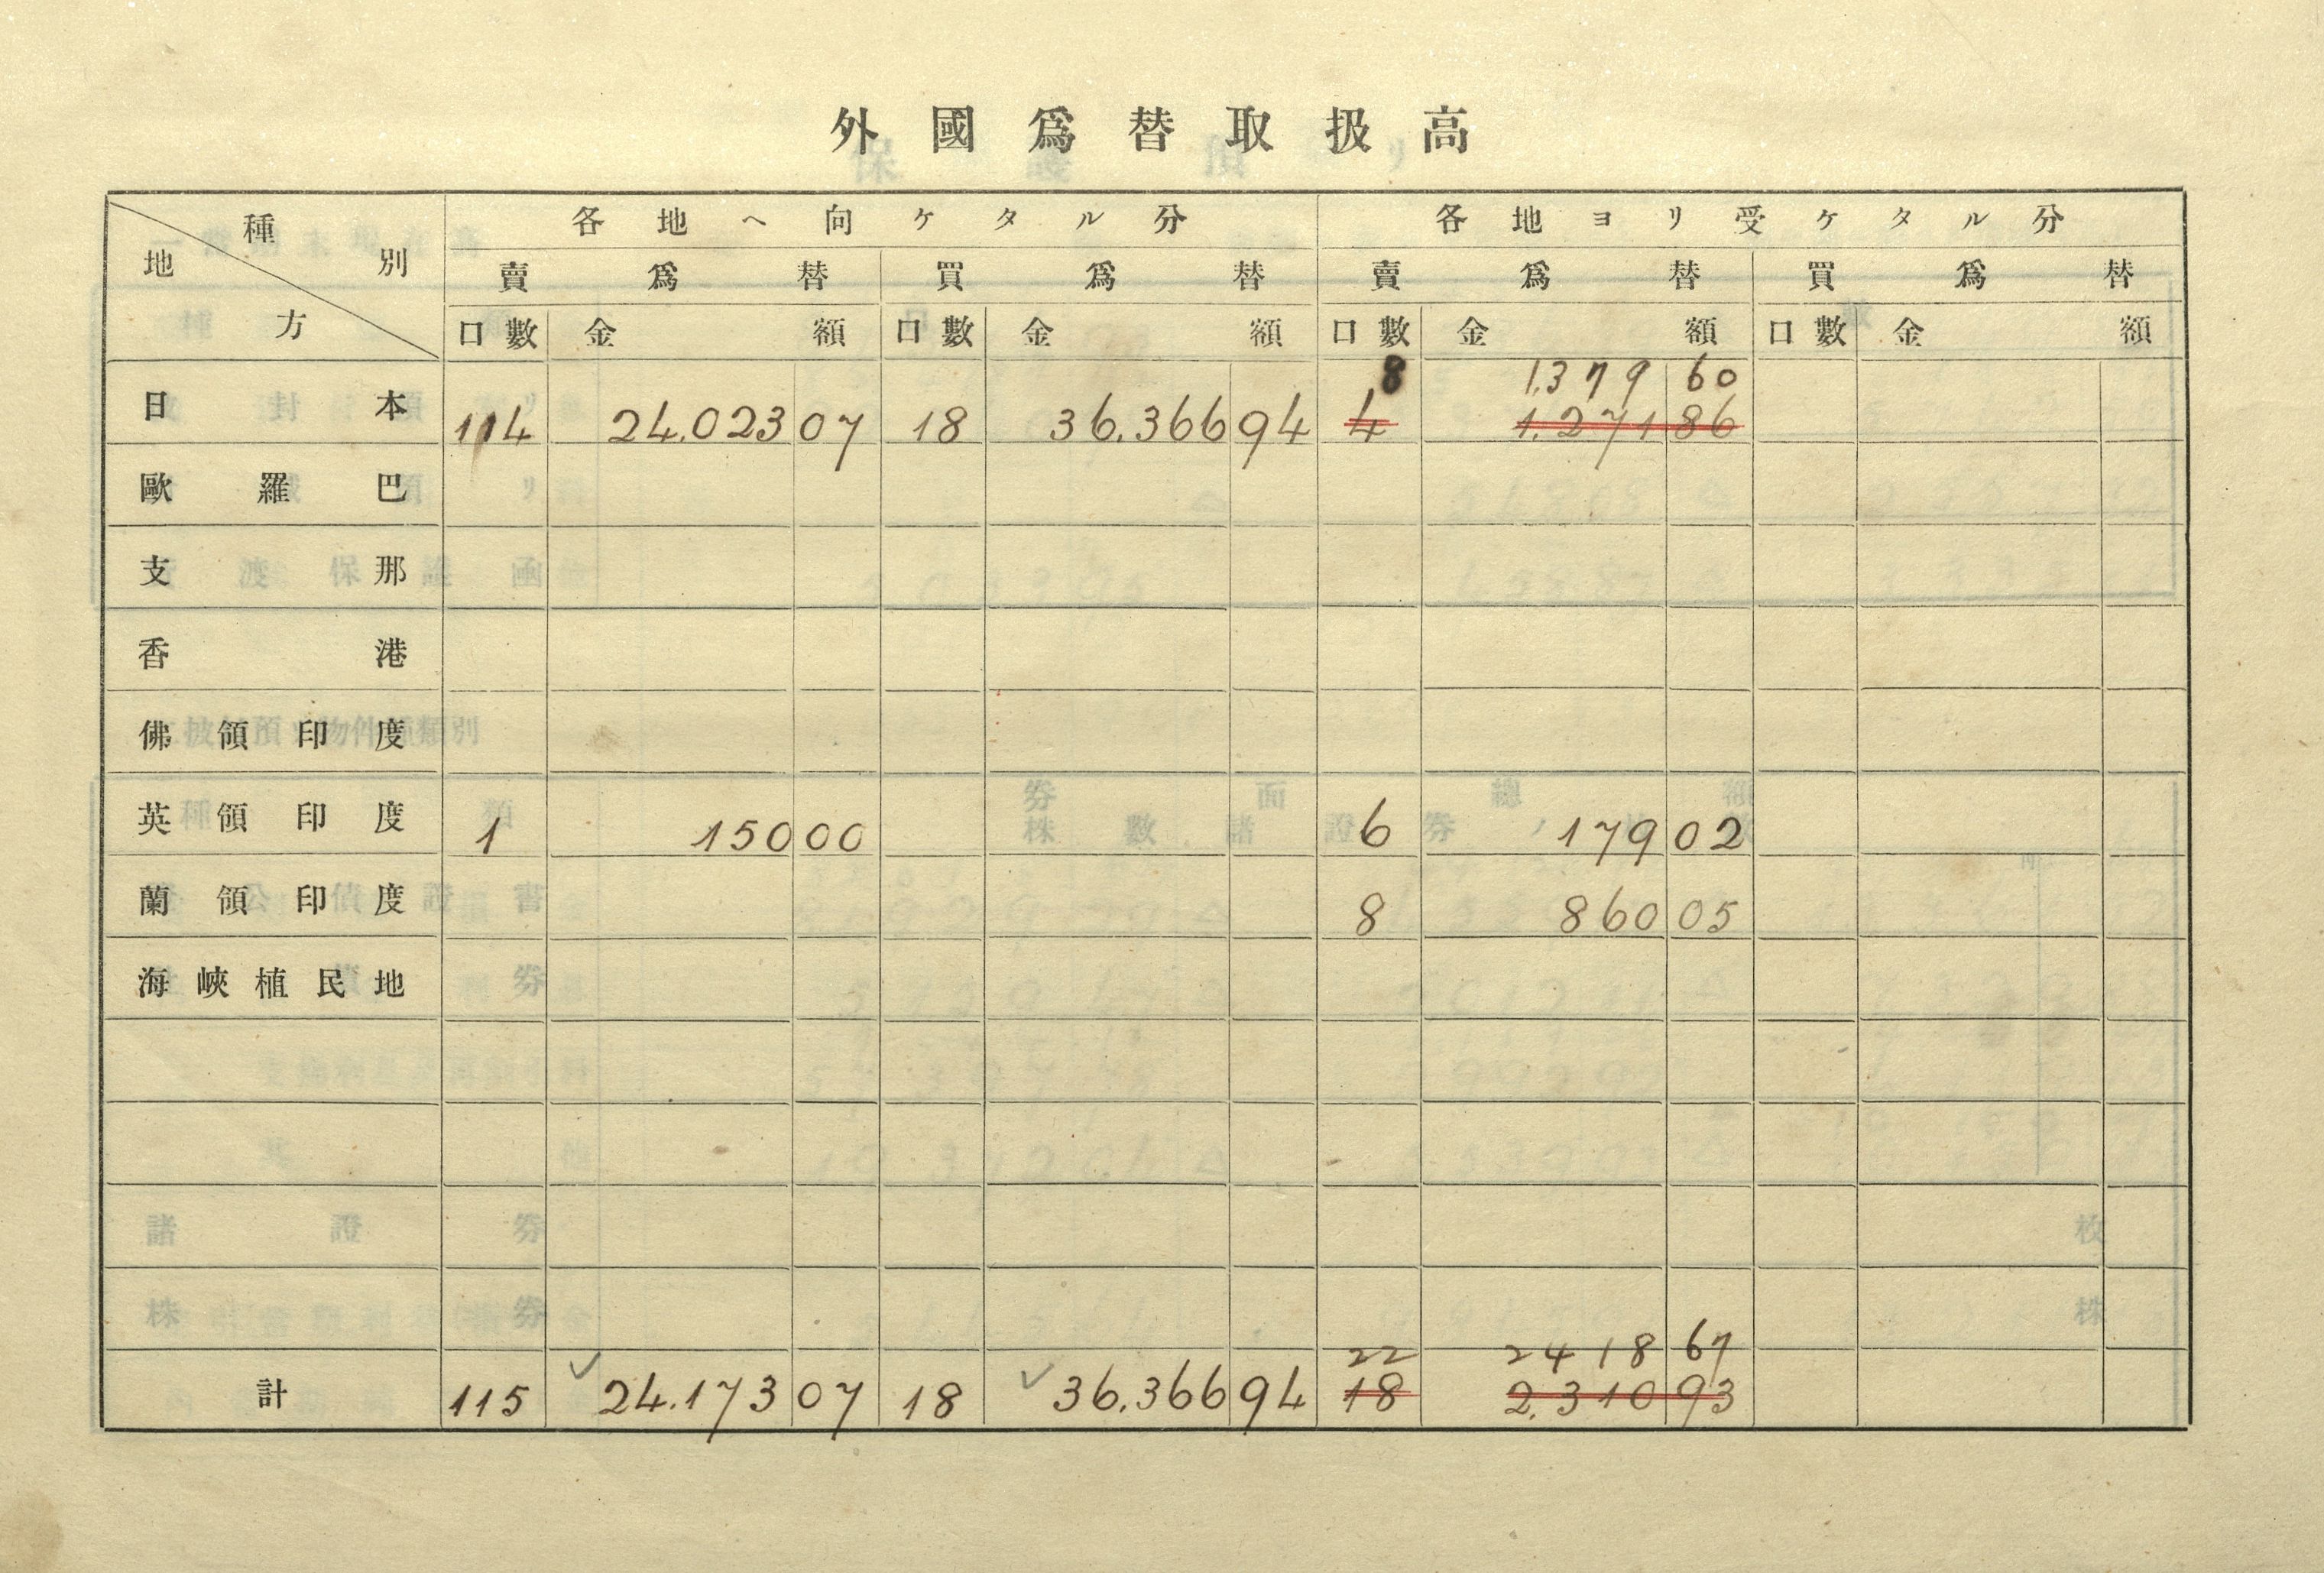 外國爲替取扱高
種別 地方 各地ヘ向ケタル分 各地ヨリ受ケタル分
賣爲替 買爲替 賣爲替 買爲替
口數 金額 口數 金額 口數 金額 口數 金額
8 1.379 60
日本 114 24.023 07 18 36.366 94 4 1.271 86
歐羅巴
支那
香港
佛領印度
英領印度 1 150 00 6 179 02
蘭領印度 8 860 05
海峽植民地
22 2418 67
計 115 24.173 07 18 36.366 94 18 2.310 93